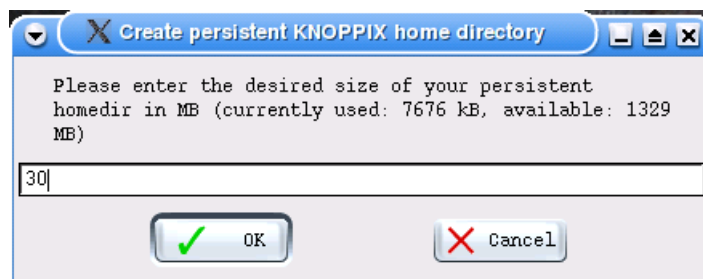 Create persistent KNOPPIX home directory
Please enter the desired size of your persistent
homedir in MB (currently used: 7676 kB, available: 1329
MB)
30
OK Cancel